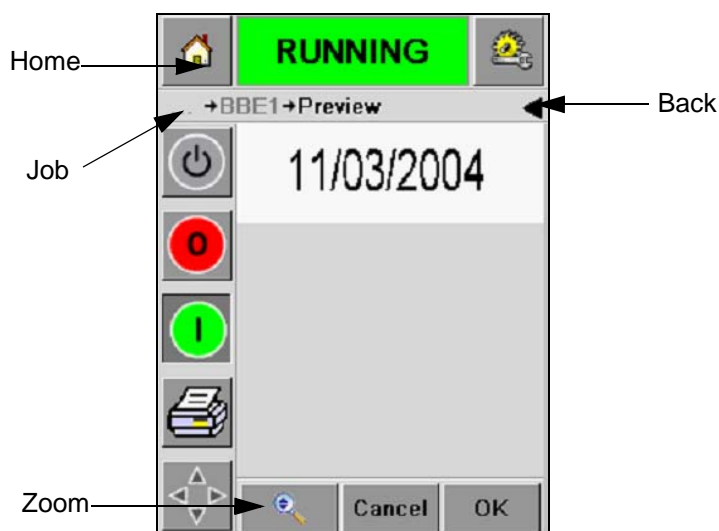 Home
RUNNING
. →BBE1→Preview
Back
Job
11/03/2004
0
I
Zoom
Cancel
OK